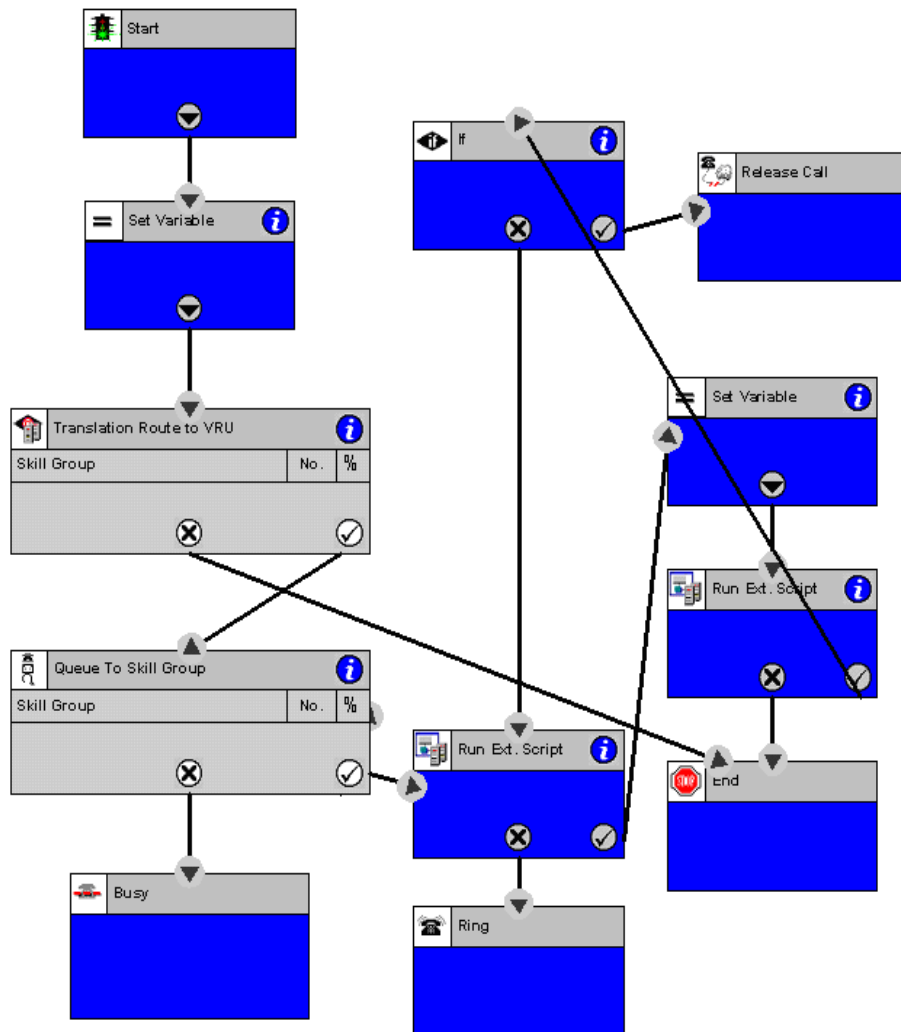 Start
If
i
Release Call
Set Variable
i
Set Variable
i
Translation Route to VRU
i
Skill Group
No.
%
Run Ext. Script
i
Queue To Skill Group
i
Skill Group
No.
%
Run Ext. Script
i
STOP
End
Busy
Ring